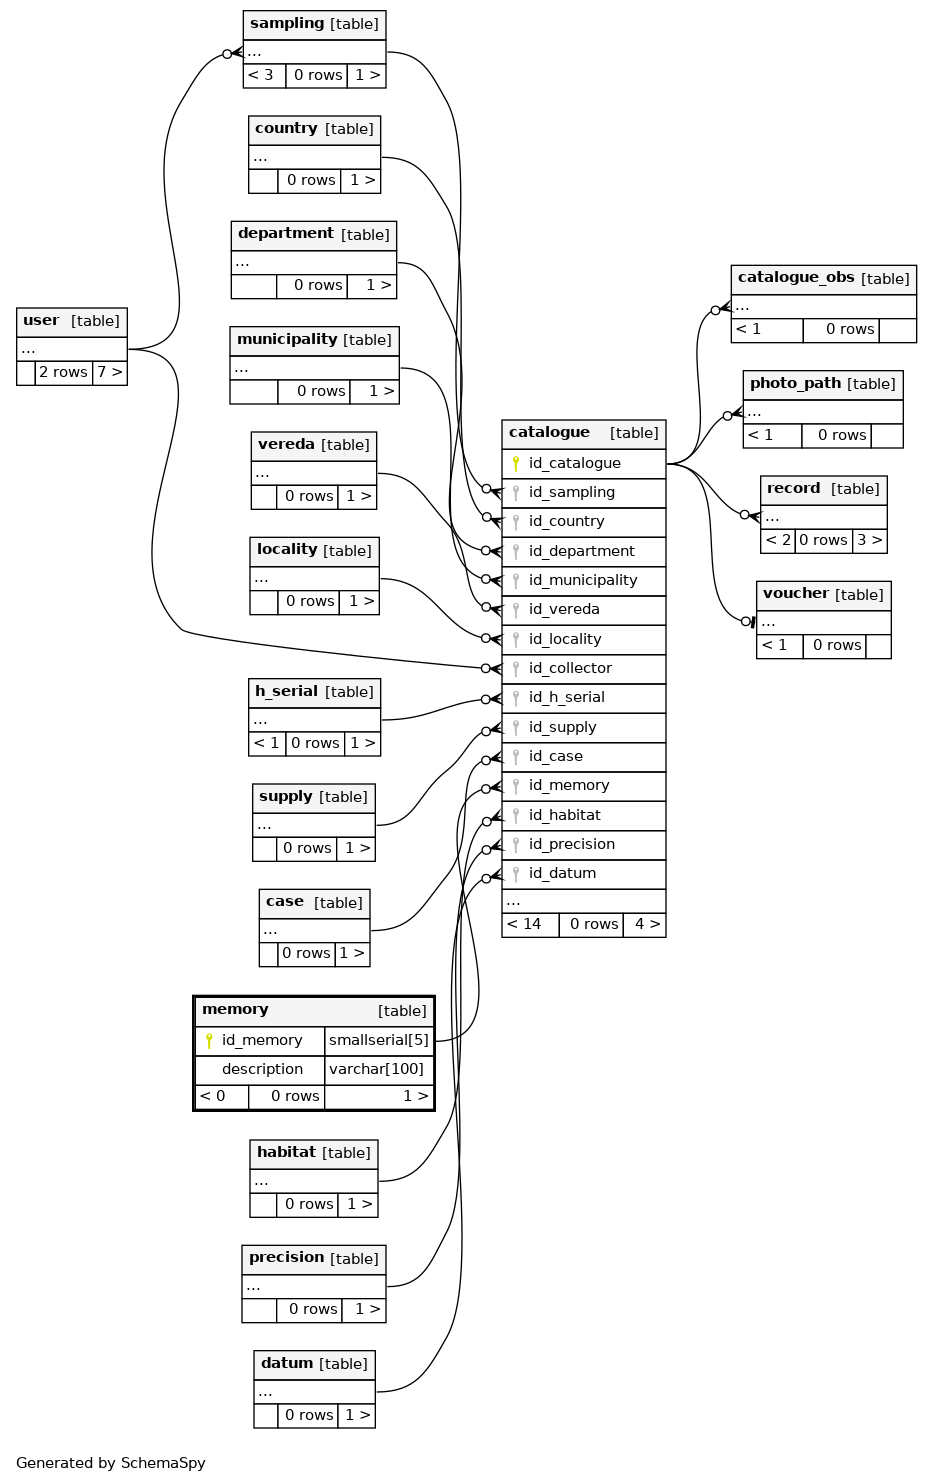 sampling [table]
...
< 3 0 rows 1 >
country [table]
...
0 rows 1 >
department [table]
...
0 rows 1 >
municipality [table]
...
0 rows 1 >
vereda [table]
...
0 rows 1 >
locality [table]
...
0 rows 1 >
user [table]
...
2 rows 7 >
h_serial [table]
...
< 1 0 rows 1 >
supply [table]
...
0 rows 1 >
case [table]
...
0 rows 1 >
memory [table]
id_memory smallserial[5]
description varchar[100]
< 0 0 rows 1 >
habitat [table]
...
0 rows 1 >
precision [table]
...
0 rows 1 >
datum [table]
...
0 rows 1 >
catalogue [table]
id_catalogue
id_sampling
id_country
id_department
id_municipality
id_vereda
id_locality
id_collector
id_h_serial
id_supply
id_case
id_memory
id_habitat
id_precision
id_datum
...
< 14 0 rows 4 >
catalogue_obs [table]
...
< 1 0 rows
photo_path [table]
...
< 1 0 rows
record [table]
...
< 2 0 rows 3 >
voucher [table]
...
< 1 0 rows
Generated by SchemaSpy